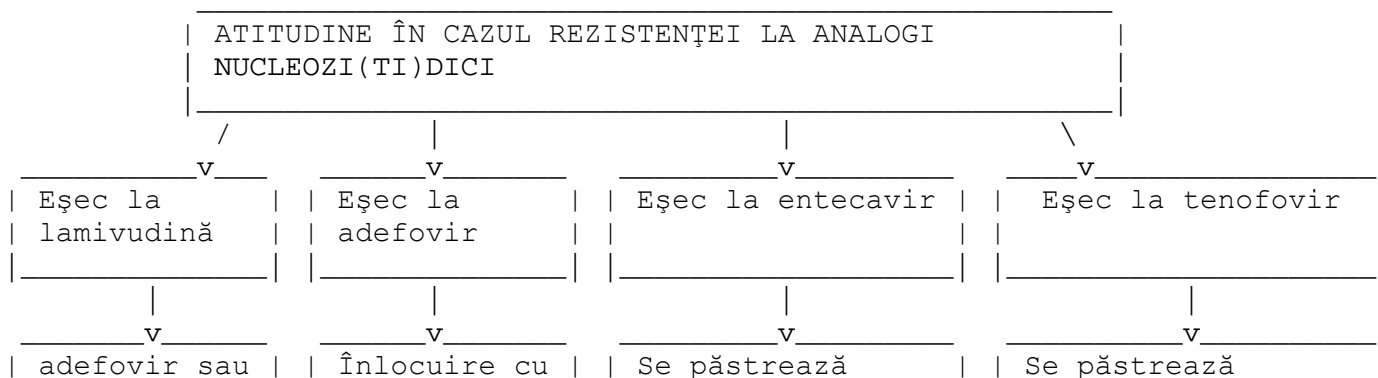 ATITUDINE ÎN CAZUL REZISTENŢEI LA ANALOGI
NUCLEOZI(TI)DICI
v v v v
Eşec la Eşec la Eşec la entecavir Eşec la tenofovir
lamivudină adefovir
v v v v
adefovir sau Înlocuire cu Se păstrează Se păstrează